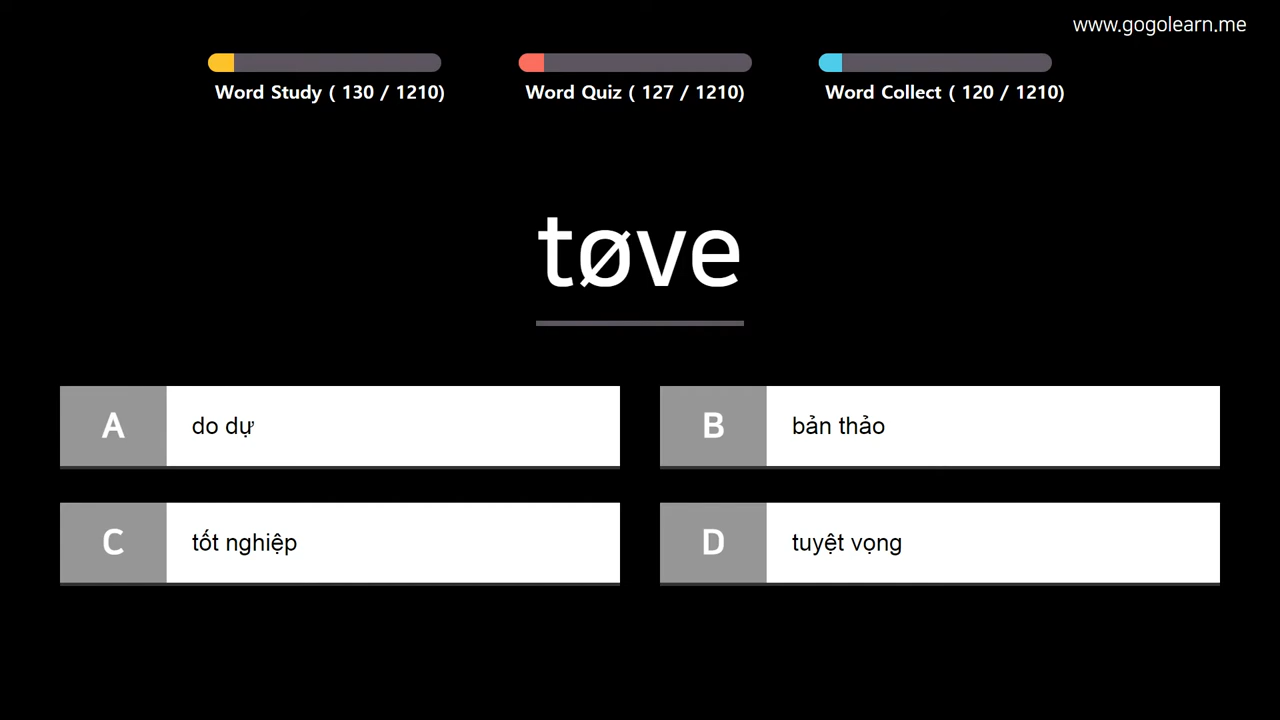 www.gogolearn.me
Word Study ( 130 / 1210)
Word Quiz ( 127 / 1210)
Word Collect ( 120 / 1210)
tøve
A do dự
B bản thảo
C tốt nghiệp
D tuyệt vọng